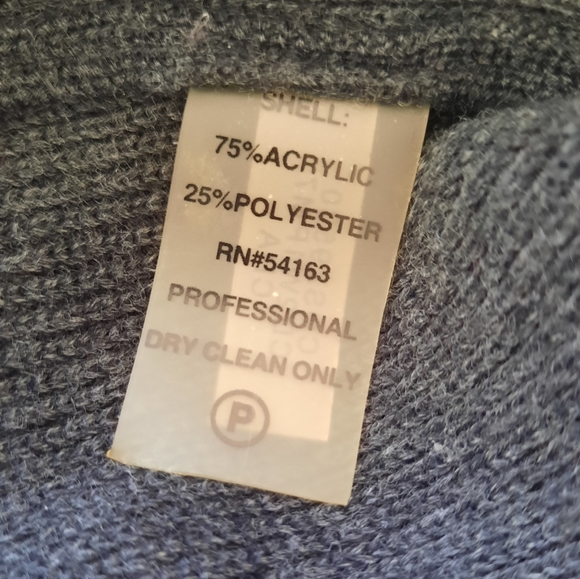 SHELL:
75%ACRYLIC
25%POLYESTER
RN#54163
PROFESSIONAL
DRY CLEAN ONLY
P